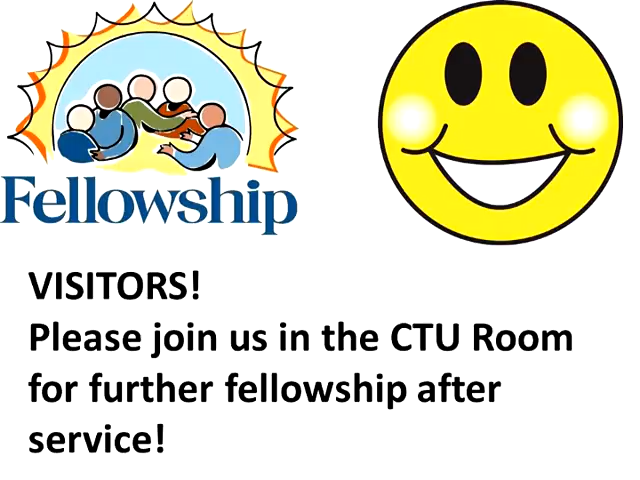 Fellowship
VISITORS!
Please join us in the CTU Room
for further fellowship after
service!